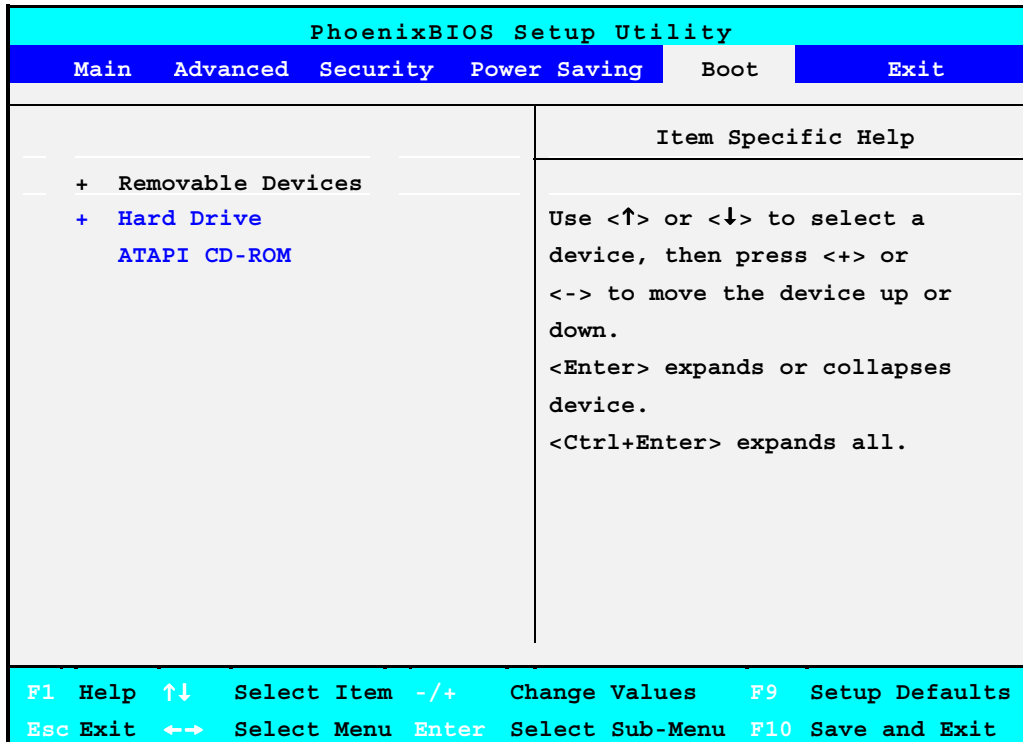 PhoenixBIOS Setup Utility
Main Advanced Security Power Saving Boot Exit
Item Specific Help
+ Removable Devices
+ Hard Drive
ATAPI CD-ROM
Use <↑> or <↓> to select a
device, then press <+> or
<-> to move the device up or
down.
<Enter> expands or collapses
device.
<Ctrl+Enter> expands all.
F1 Help ↑↓ Select Item -/+ Change Values F9 Setup Defaults
Esc Exit ←→ Select Menu Enter Select Sub-Menu F10 Save and Exit